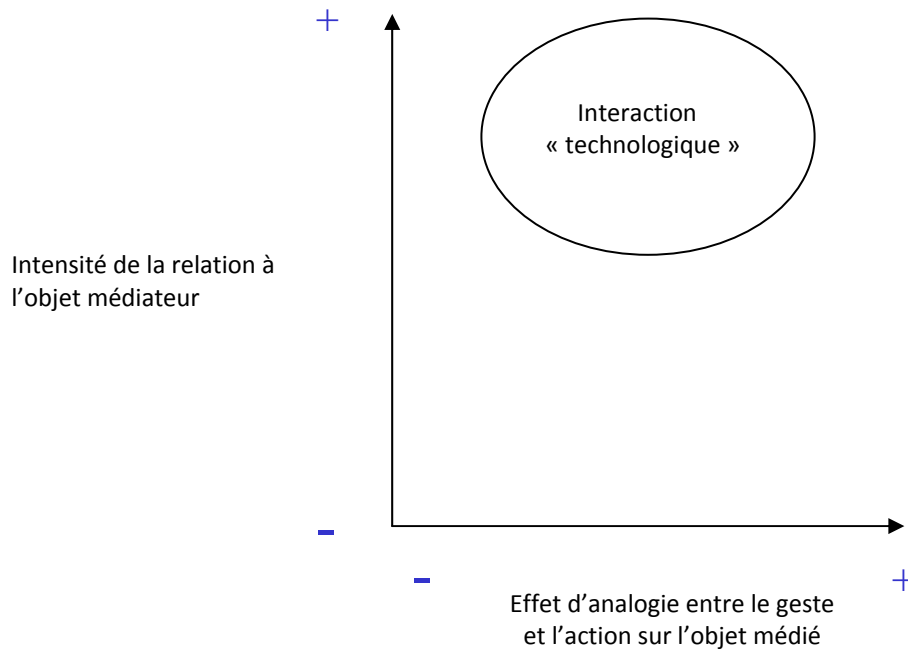 +
Interaction
« technologique »
Intensité de la relation à
l’objet médiateur
-
-
+
Effet d’analogie entre le geste
et l’action sur l’objet médié